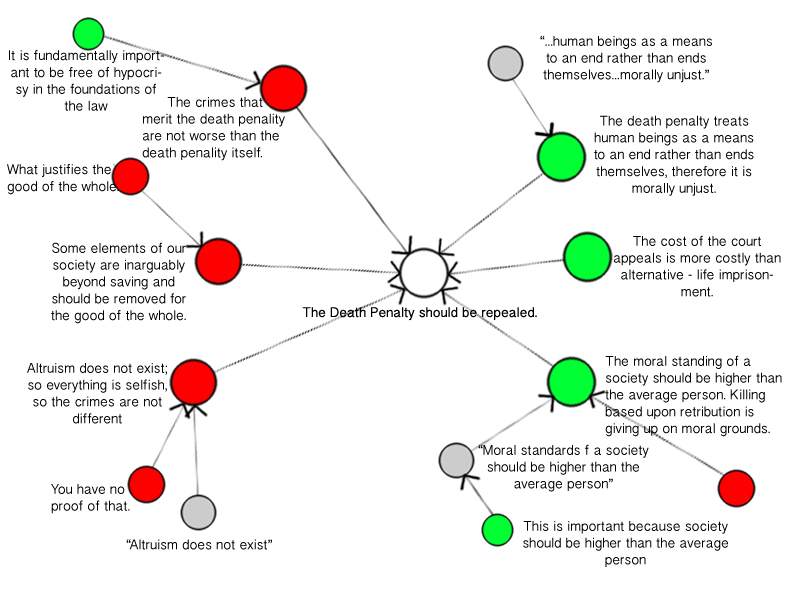 It is fundamentally import-
ant to be free of hypocri-
sy in the foundations of
the law
The crimes that
merit the death penality
are not worse than the
death penality itself.
What justifies the
good of the whole.
Some elements of our
society are inarguably
beyond saving and
should be removed for
the good of the whole.
Altruism does not exist;
so everything is selfish,
so the crimes are not
different
You have no
proof of that.
“Altruism does not exist”
The Death Penalty should be repealed.
“...human beings as a means
to an end rather than ends
themselves...morally unjust.”
The death penalty treats
human beings as a means
to an end rather than ends
themselves, therefore it is
morally unjust.
The cost of the court
appeals is more costly than
alternative - life imprison-
ment.
The moral standing of a
society should be higher than
the average person. Killing
based upon retribution is
giving up on moral grounds.
“Moral standards f a society
should be higher than the
average person”
This is important because society
should be higher than the average
person